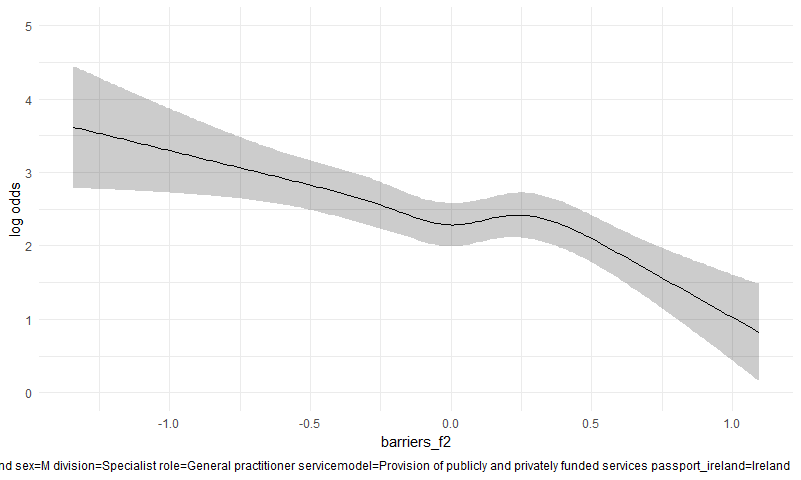 5
4
3
2
1
0
log odds
-1.0 -0.5 0.0 0.5 1.0
barriers_f2
nd sex=M division=Specialist role=General practitioner servicemodel=Provision of publicly and privately funded services passport_ireland=Ireland